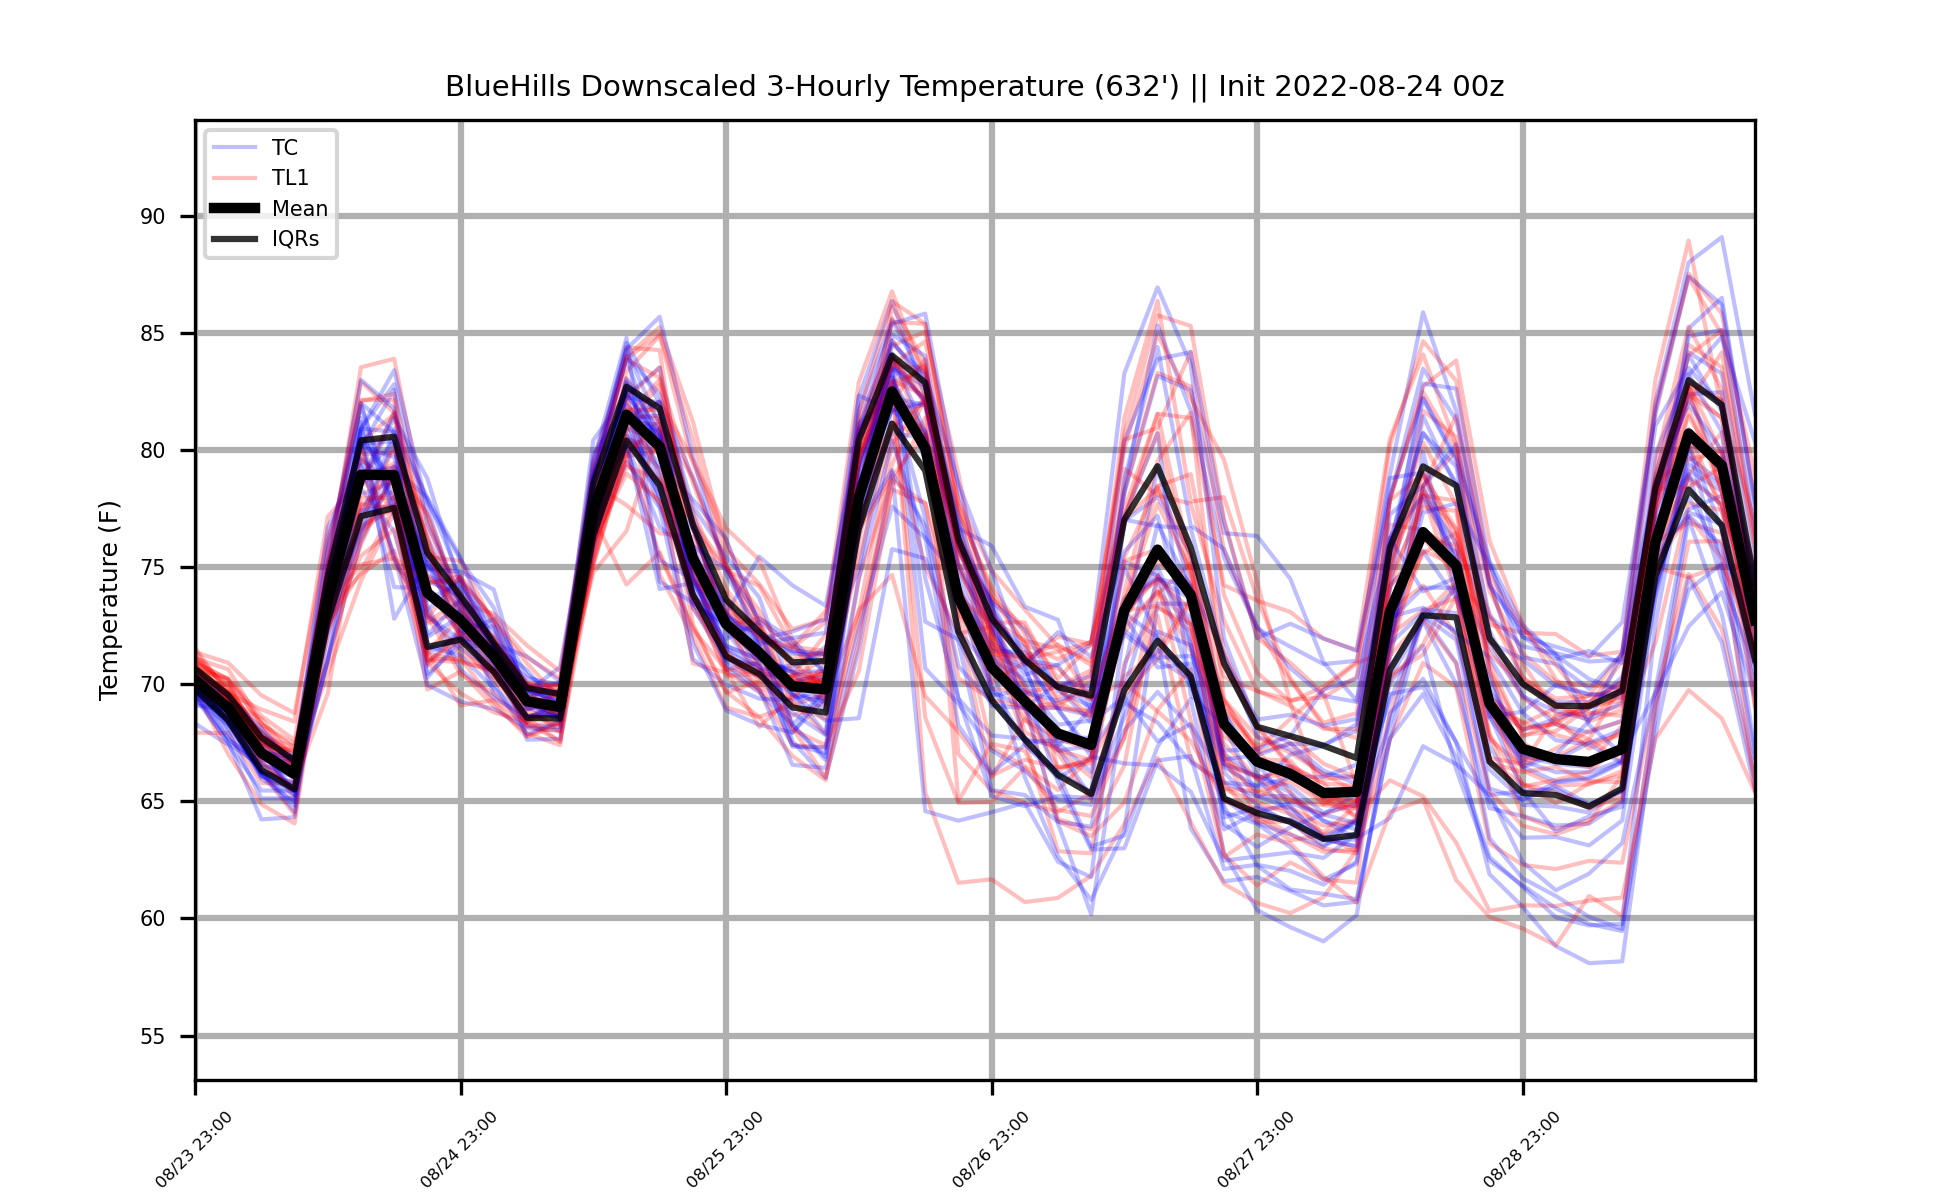 BlueHills Downscaled 3-Hourly Temperature (632') || Init 2022-08-24 00z
TC
TL1
Mean
IQRs
Temperature (F)
90
85
80
75
70
65
60
55
08/23 23:00
08/24 23:00
08/25 23:00
08/26 23:00
08/27 23:00
08/28 23:00